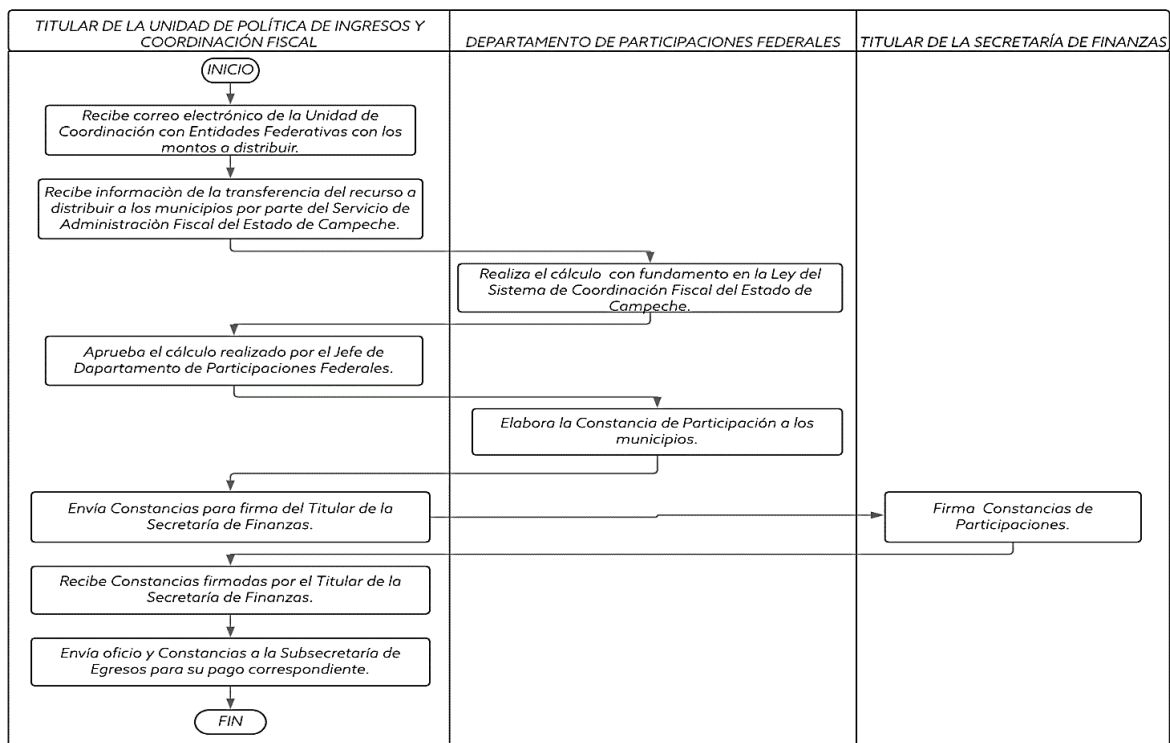 TITULAR DE LA UNIDAD DE POLÍTICA DE INGRESOS Y
COORDINACIÓN FISCAL
DEPARTAMENTO DE PARTICIPACIONES FEDERALES
TITULAR DE LA SECRETARÍA DE FINANZAS
INICIO
Recibe correo electrónico de la Unidad de
Coordinación con Entidades Federativas con los
montos a distribuir.
Recibe informaciòn de la transferencia del recurso a
distribuir a los municipios por parte del Servicio de
Administraciòn Fiscal del Estado de Campeche.
Realiza el cálculo con fundamento en la Ley del
Sistema de Coordinación Fiscal del Estado de
Campeche.
Aprueba el cálculo realizado por el Jefe de
Dapartamento de Participaciones Federales.
Elabora la Constancia de Participación a los
municipios.
Envía Constancias para firma del Titular de la
Secretaría de Finanzas.
Firma Constancias de
Participaciones.
Recibe Constancias firmadas por el Titular de la
Secretaría de Finanzas.
Envía oficio y Constancias a la Subsecretaría de
Egresos para su pago correspondiente.
FIN